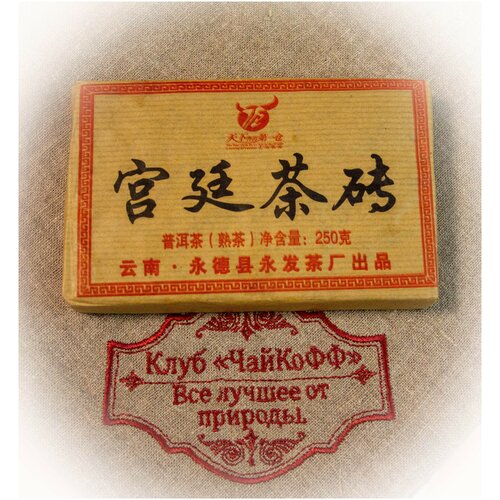 宫廷茶砖
普洱茶（熟茶）净含量：250克
云南·永德县永发茶厂出品
Клуб «ЧайКоФФ»
Все лучшее от
природы.